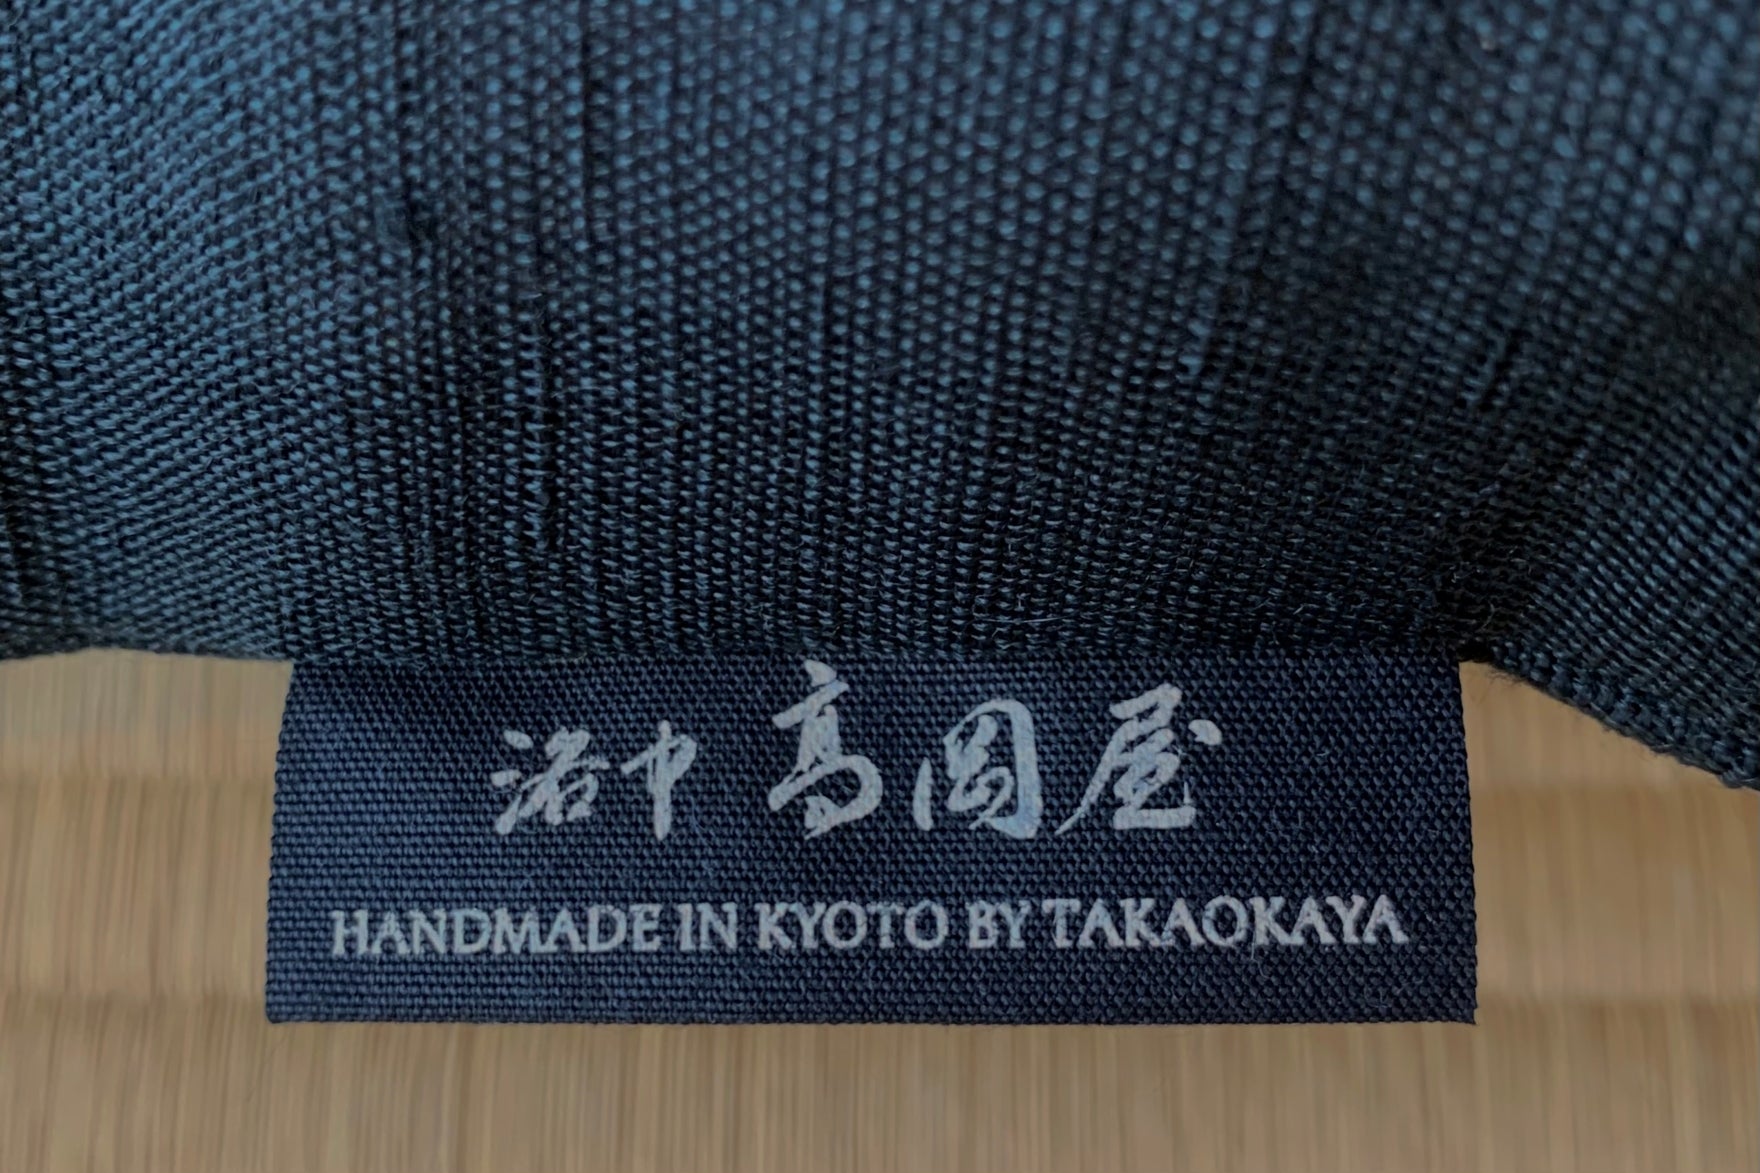 洛中 高岡屋
HANDMADE IN KYOTO BY TAKAOKAYA